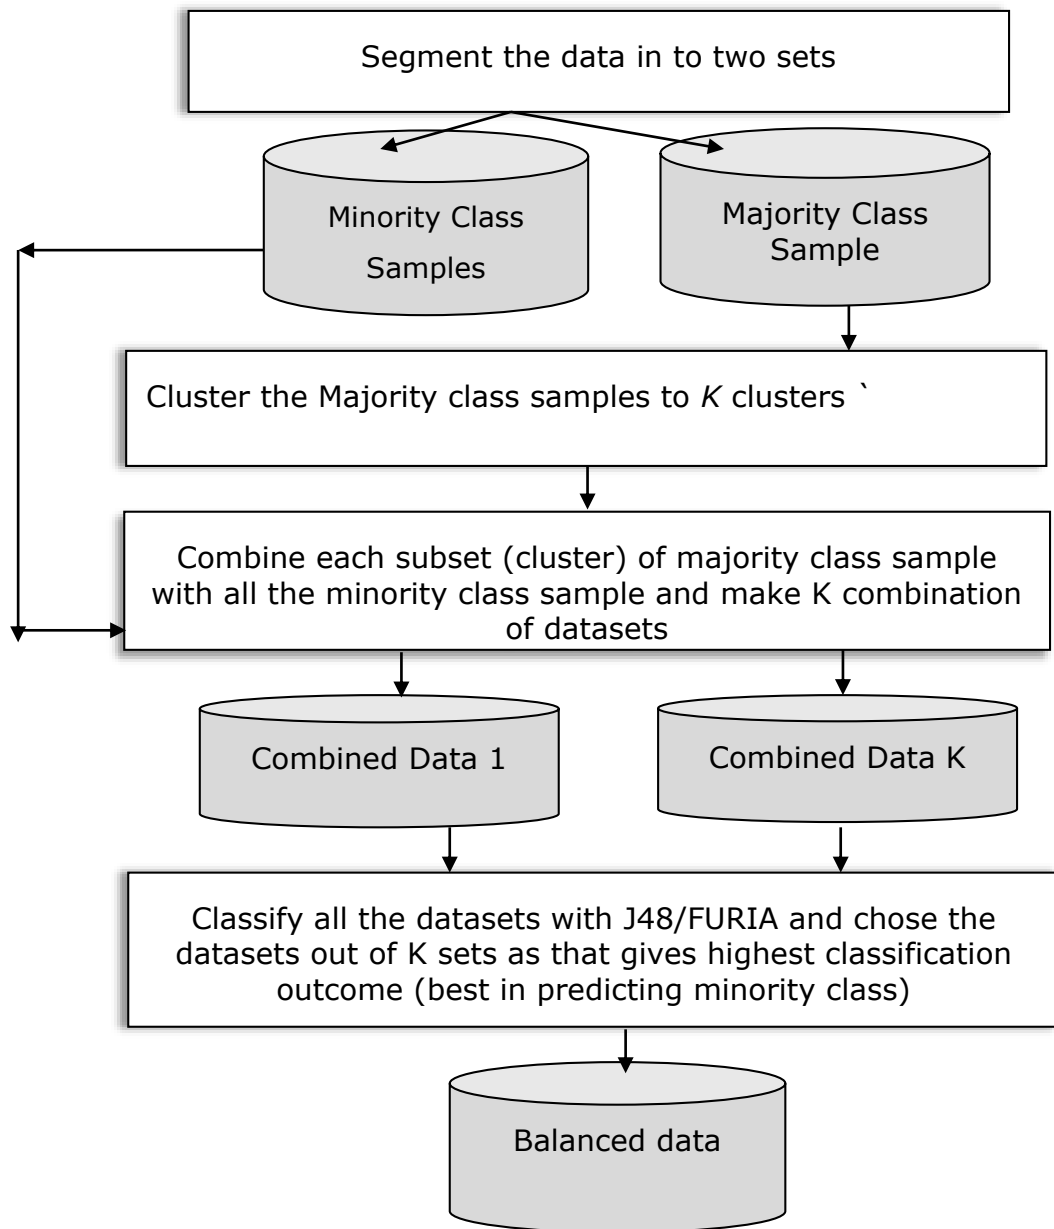 Segment the data in to two sets
Minority Class
Samples
Majority Class
Sample
Cluster the Majority class samples to K clusters `
Combine each subset (cluster) of majority class sample
with all the minority class sample and make K combination
of datasets
Combined Data 1
Combined Data K
Classify all the datasets with J48/FURIA and chose the
datasets out of K sets as that gives highest classification
outcome (best in predicting minority class)
Balanced data